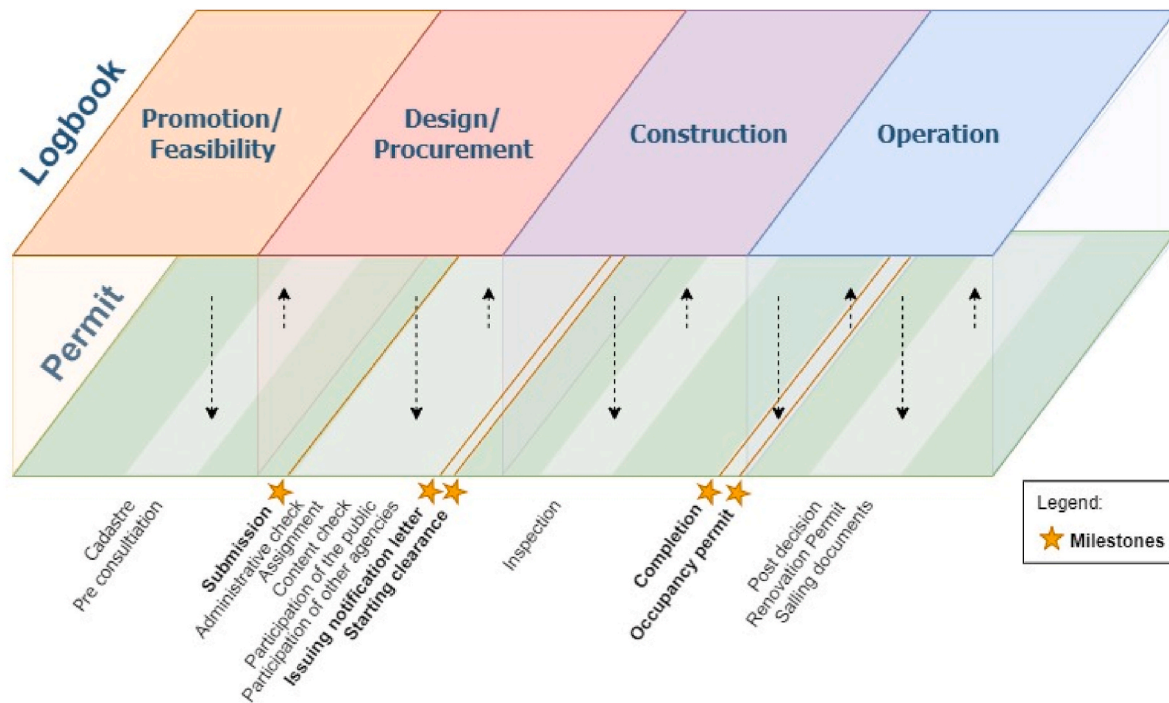 Logbook
Promotion/
Feasibility
Design/
Procurement
Construction
Operation
Permit
Cadastre
Pre consultiation
Submission
Administrative check
Assignment
Content check
Participation of the public
Participation of other agencies
Issuing notification letter
Starting clearance
Inspection
Completion
Occupancy permit
Post decision
Renovation Permit
Salling documents
Legend:
Milestones